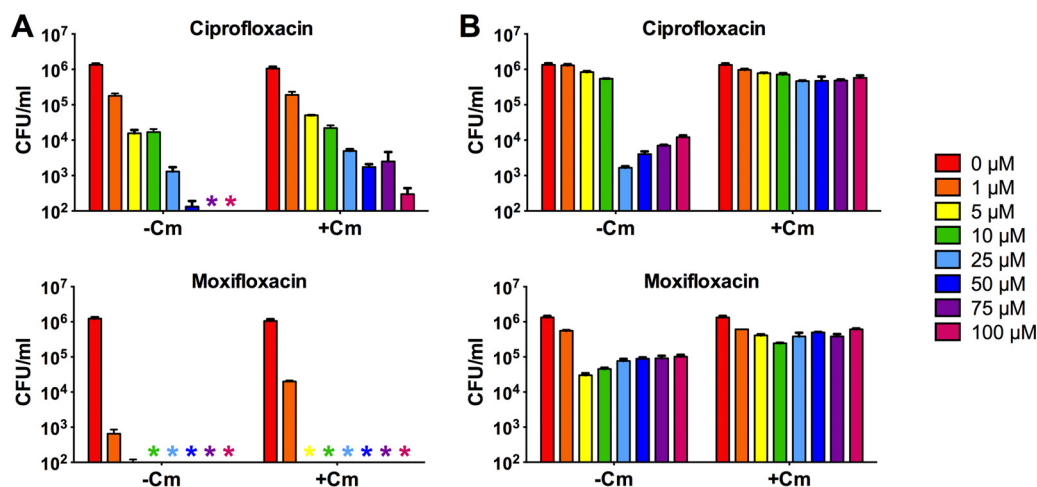 A
Ciprofloxacin
CFU/ml
10⁷
10⁶
10⁵
10⁴
10³
10²
* *
-Cm
+Cm
Moxifloxacin
CFU/ml
10⁷
10⁶
10⁵
10⁴
10³
10²
* * * * *
* * * * * *
-Cm
+Cm
B
Ciprofloxacin
CFU/ml
10⁷
10⁶
10⁵
10⁴
10³
10²
-Cm
+Cm
Moxifloxacin
CFU/ml
10⁷
10⁶
10⁵
10⁴
10³
10²
-Cm
+Cm
0 µM
1 µM
5 µM
10 µM
25 µM
50 µM
75 µM
100 µM